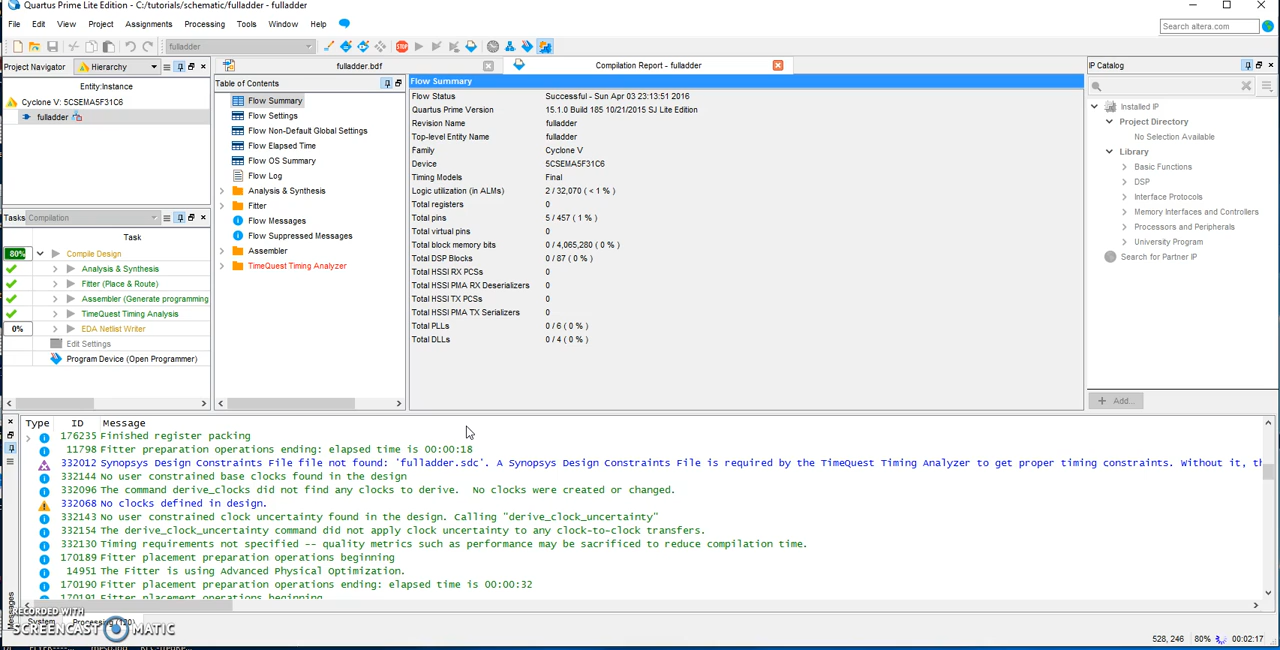 Quartus Prime Lite Edition - C:/tutorials/schematic/fulladder - fulladder
File Edit View Project Assignments Processing Tools Window Help
Search altera.com
fulladder
Project Navigator Hierarchy
Entity:Instance
Cyclone V: 5CSEMA5F31C6
fulladder
Tasks Compilation
Task
80% Compile Design
Analysis & Synthesis
Fitter (Place & Route)
Assembler (Generate programming
TimeQuest Timing Analysis
0% EDA Netlist Writer
Edit Settings
Program Device (Open Programmer)
fulladder.bdf
Compilation Report - fulladder
Table of Contents
Flow Summary
Flow Settings
Flow Non-Default Global Settings
Flow Elapsed Time
Flow OS Summary
Flow Log
Analysis & Synthesis
Fitter
Flow Messages
Flow Suppressed Messages
Assembler
TimeQuest Timing Analyzer
Flow Summary
Flow Status Successful - Sun Apr 03 23:13:51 2016
Quartus Prime Version 15.1.0 Build 185 10/21/2015 SJ Lite Edition
Revision Name fulladder
Top-level Entity Name fulladder
Family Cyclone V
Device 5CSEMA5F31C6
Timing Models Final
Logic utilization (in ALMs) 2 / 32,070 ( < 1 % )
Total registers 0
Total pins 5 / 457 ( 1 % )
Total virtual pins 0
Total block memory bits 0 / 4,065,280 ( 0 % )
Total DSP Blocks 0 / 87 ( 0 % )
Total HSSI RX PCSs 0
Total HSSI PMA RX Deserializers 0
Total HSSI TX PCSs 0
Total HSSI PMA TX Serializers 0
Total PLLs 0 / 6 ( 0 % )
Total DLLs 0 / 4 ( 0 % )
IP Catalog
Installed IP
Project Directory
No Selection Available
Library
Basic Functions
DSP
Interface Protocols
Memory Interfaces and Controllers
Processors and Peripherals
University Program
Search for Partner IP
+ Add...
Type ID Message
176235 Finished register packing
11798 Fitter preparation operations ending: elapsed time is 00:00:18
332012 Synopsys Design Constraints File file not found: 'fulladder.sdc'. A Synopsys Design Constraints File is required by the TimeQuest Timing Analyzer to get proper timing constraints. Without it, th
332144 No user constrained base clocks found in the design
332096 The command derive_clocks did not find any clocks to derive. No clocks were created or changed.
332068 No clocks defined in design.
332143 No user constrained clock uncertainty found in the design. Calling "derive_clock_uncertainty"
332154 The derive_clock_uncertainty command did not apply clock uncertainty to any clock-to-clock transfers.
332130 Timing requirements not specified -- quality metrics such as performance may be sacrificed to reduce compilation time.
170189 Fitter placement preparation operations beginning
14951 The Fitter is using Advanced Physical Optimization.
170190 Fitter placement preparation operations ending: elapsed time is 00:00:32
170191 Fitter placement operations beginning
Messages
System Processing (120)
RECORDED WITH
SCREENCAST MATIC
528, 246 80% 00:02:17